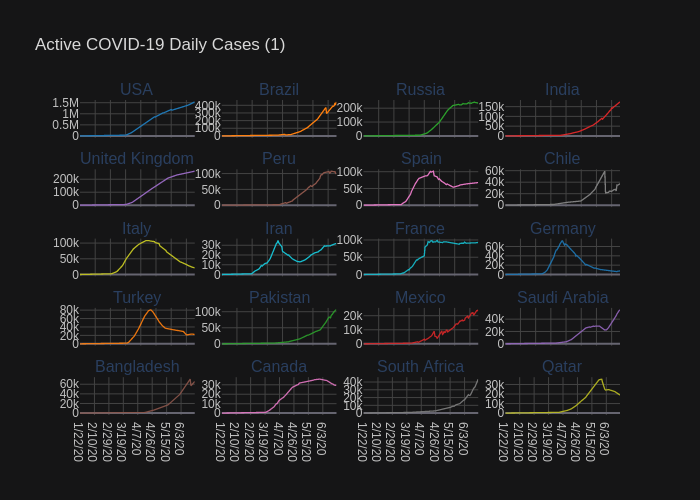 Active COVID-19 Daily Cases (1)
USA Brazil Russia India
1.5M 1M 0.5M 0
400k 300k 200k 100k 0
200k 100k 0
150k 100k 50k 0
United Kingdom Peru Spain Chile
200k 100k 0
100k 50k 0
100k 50k 0
60k 40k 20k 0
Italy Iran France Germany
100k 50k 0
30k 20k 10k 0
100k 50k 0
60k 40k 20k 0
Turkey Pakistan Mexico Saudi Arabia
80k 60k 40k 20k 0
100k 50k 0
20k 10k 0
40k 20k 0
Bangladesh Canada South Africa Qatar
60k 40k 20k 0
30k 20k 10k 0
40k 30k 20k 10k 0
30k 20k 10k 0
1/22/20 2/10/20 2/29/20 3/19/20 4/7/20 4/26/20 5/15/20 6/3/20
1/22/20 2/10/20 2/29/20 3/19/20 4/7/20 4/26/20 5/15/20 6/3/20
1/22/20 2/10/20 2/29/20 3/19/20 4/7/20 4/26/20 5/15/20 6/3/20
1/22/20 2/10/20 2/29/20 3/19/20 4/7/20 4/26/20 5/15/20 6/3/20